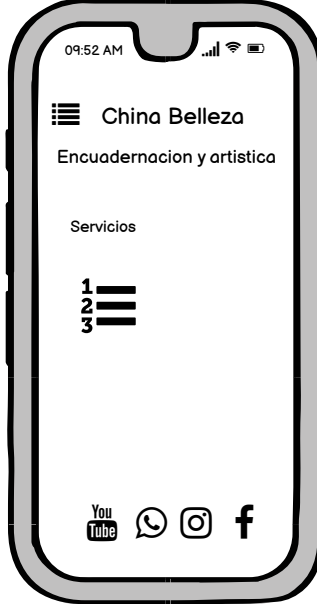 09:52 AM
China Belleza
Encuadernacion y artistica
Servicios
1
2
3
You
Tube